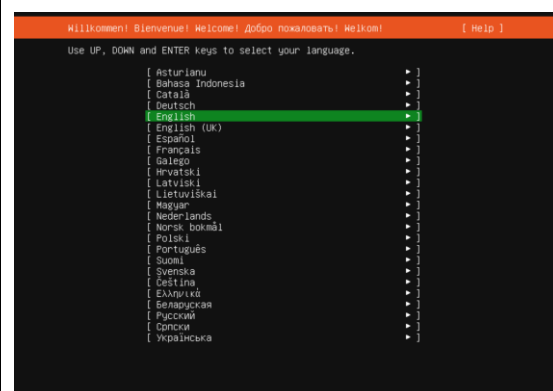 Willkommen! Bienvenue! Welcome! Добро пожаловать! Welkom! [ Help ]
Use UP, DOWN and ENTER keys to select your language.
[ Asturianu ▸ ]
[ Bahasa Indonesia ▸ ]
[ Català ▸ ]
[ Deutsch ▸ ]
[ English ▸ ]
[ English (UK) ▸ ]
[ Español ▸ ]
[ Français ▸ ]
[ Galego ▸ ]
[ Hrvatski ▸ ]
[ Latviski ▸ ]
[ Lietuviškai ▸ ]
[ Magyar ▸ ]
[ Nederlands ▸ ]
[ Norsk bokmål ▸ ]
[ Polski ▸ ]
[ Português ▸ ]
[ Suomi ▸ ]
[ Svenska ▸ ]
[ Čeština ▸ ]
[ Ελληνικά ▸ ]
[ Беларуская ▸ ]
[ Русский ▸ ]
[ Српски ▸ ]
[ Українська ▸ ]